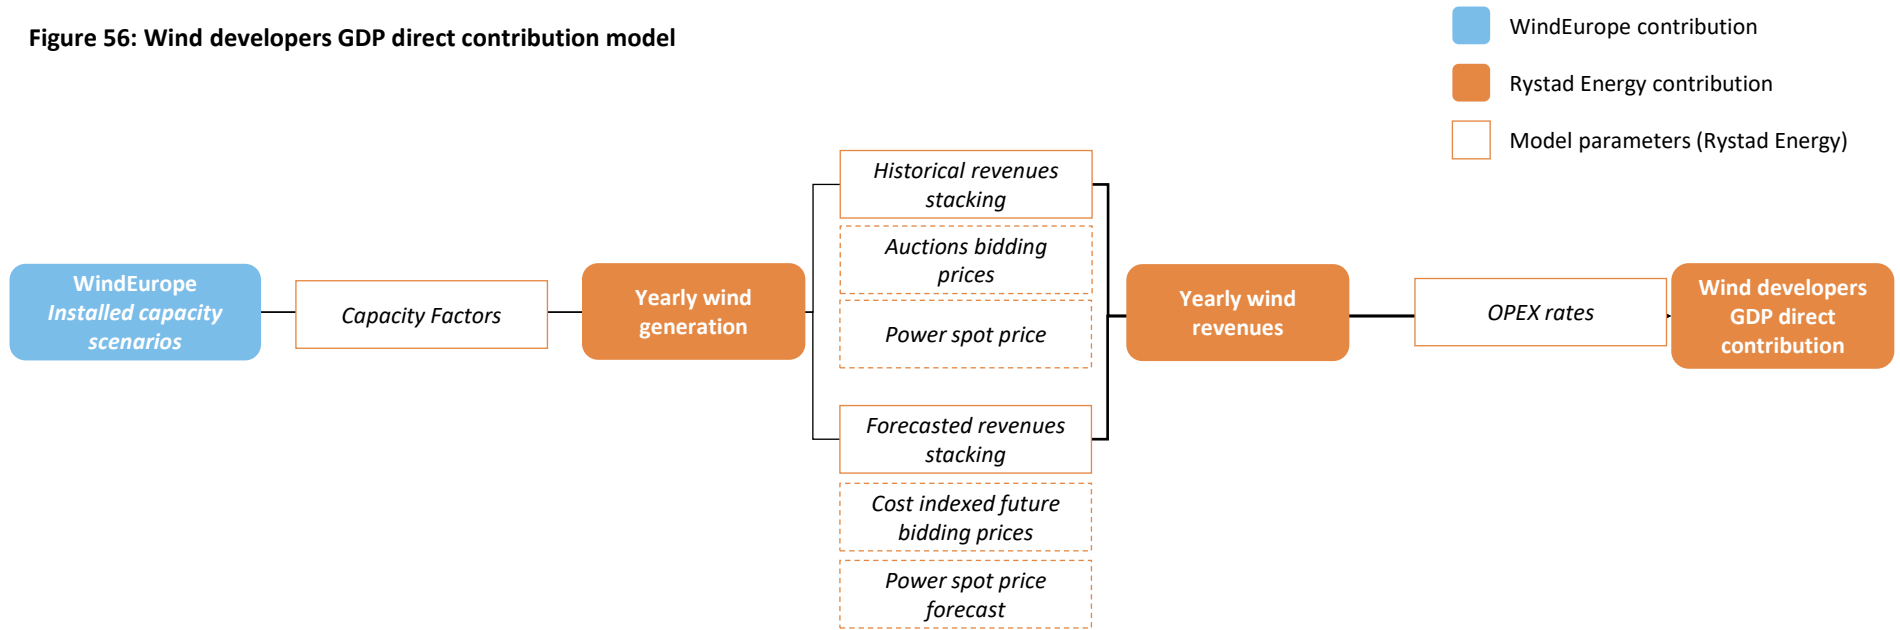 Figure 56: Wind developers GDP direct contribution model
WindEurope contribution
Rystad Energy contribution
Model parameters (Rystad Energy)
WindEurope
Installed capacity
scenarios
Capacity Factors
Yearly wind
generation
Historical revenues
stacking
Auctions bidding
prices
Power spot price
Forecasted revenues
stacking
Cost indexed future
bidding prices
Power spot price
forecast
Yearly wind
revenues
OPEX rates
Wind developers
GDP direct
contribution